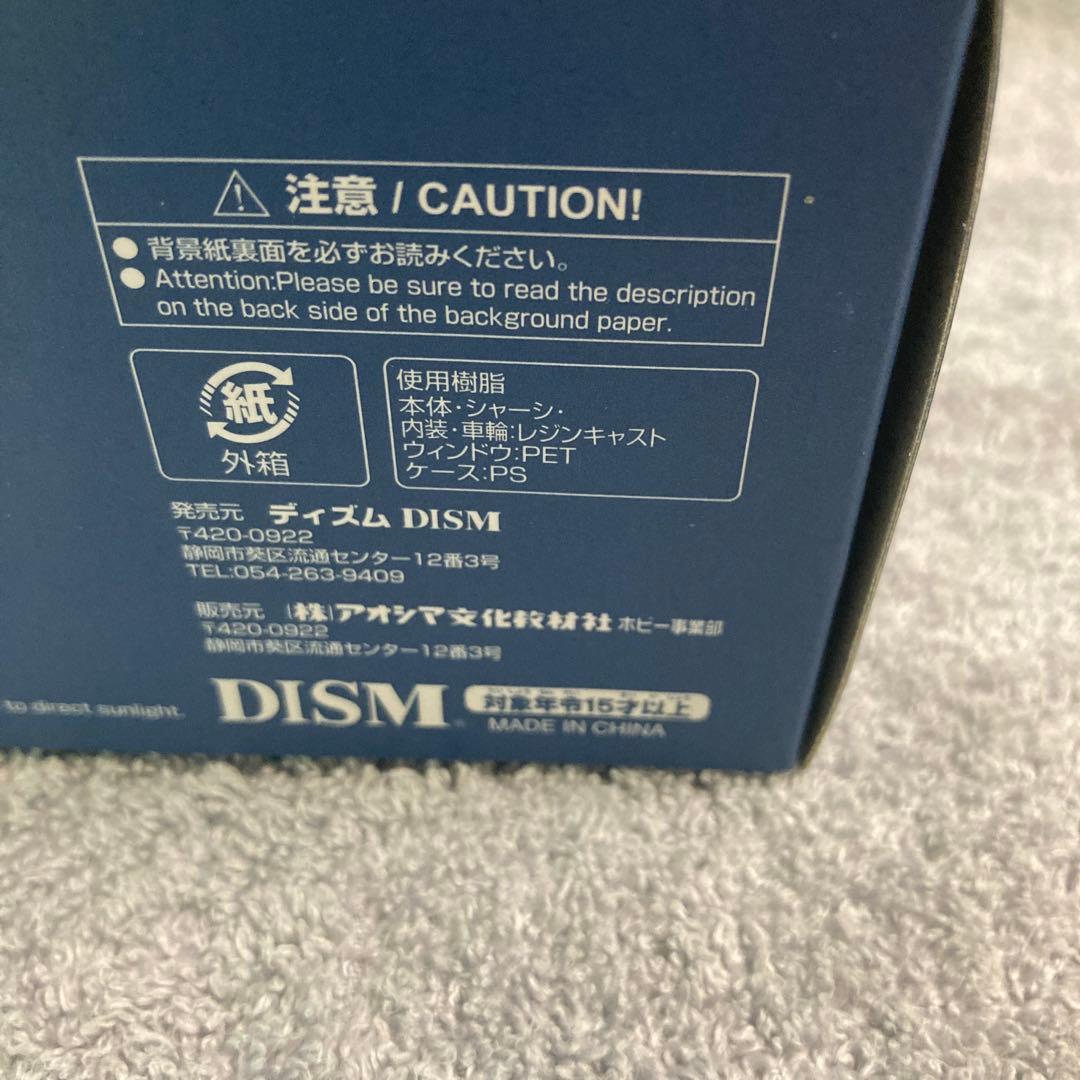 注意 / CAUTION!
● 背景紙裏面を必ずお読みください。
● Attention:Please be sure to read the description
on the back side of the background paper.
紙
外箱
使用樹脂
本体・シャーシ・
内装・車輪:レジンキャスト
ウィンドウ:PET
ケース:PS
発売元 ディズム DISM
〒420-0922
静岡市葵区流通センター12番3号
TEL:054-263-9409
販売元 (株)アオシマ文化教材社 ホビー事業部
〒420-0922
静岡市葵区流通センター12番3号
to direct sunlight.
DISM
対象年令15才以上
MADE IN CHINA